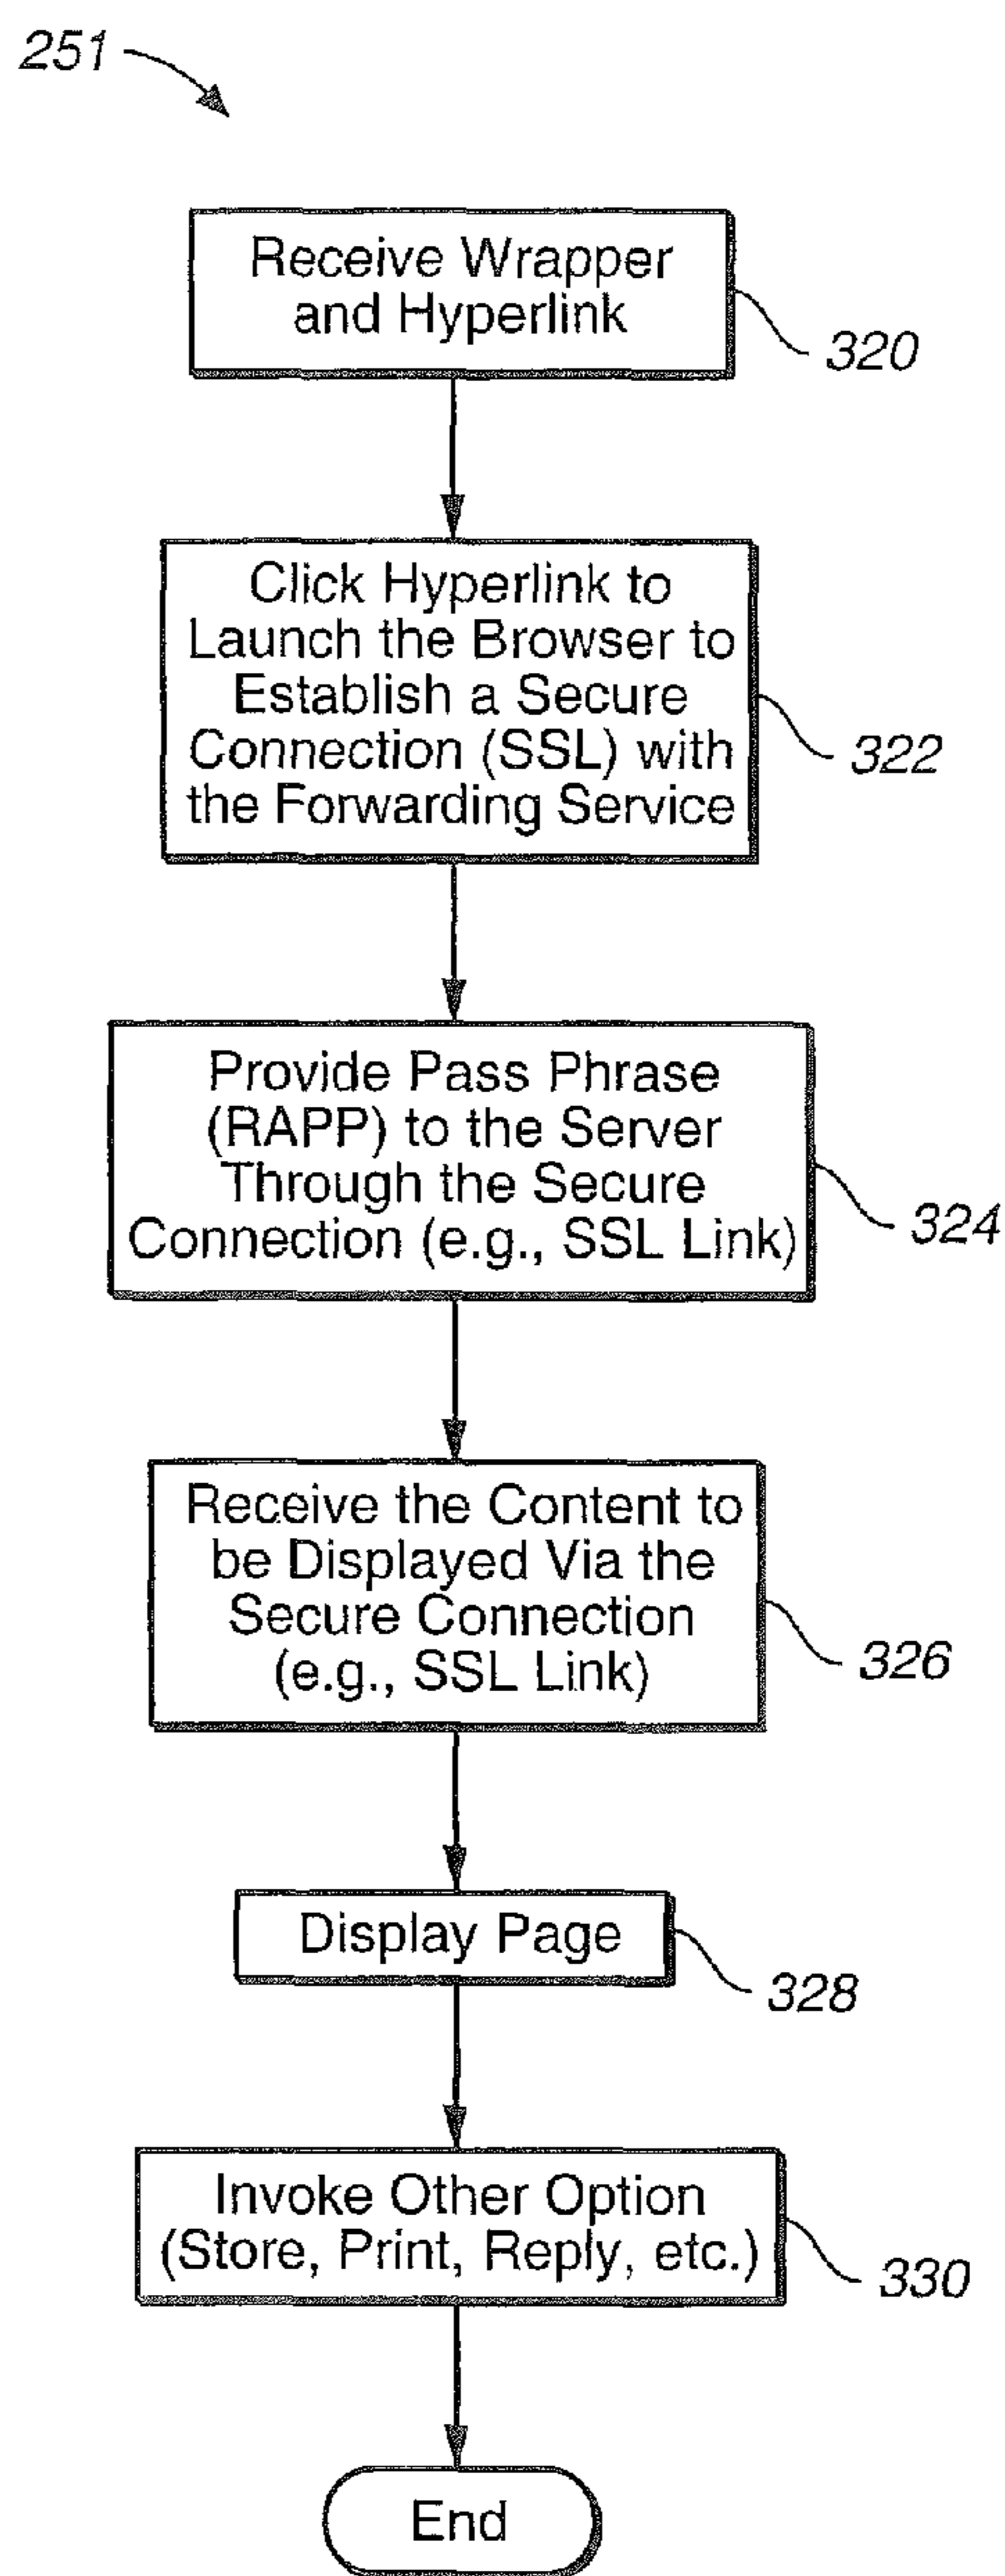 251
Receive Wrapper
and Hyperlink
320
Click Hyperlink to
Launch the Browser to
Establish a Secure
Connection (SSL) with
the Forwarding Service
322
Provide Pass Phrase
(RAPP) to the Server
Through the Secure
Connection (e.g., SSL Link)
324
Receive the Content to
be Displayed Via the
Secure Connection
(e.g., SSL Link)
326
Display Page
328
Invoke Other Option
(Store, Print, Reply, etc.)
330
End